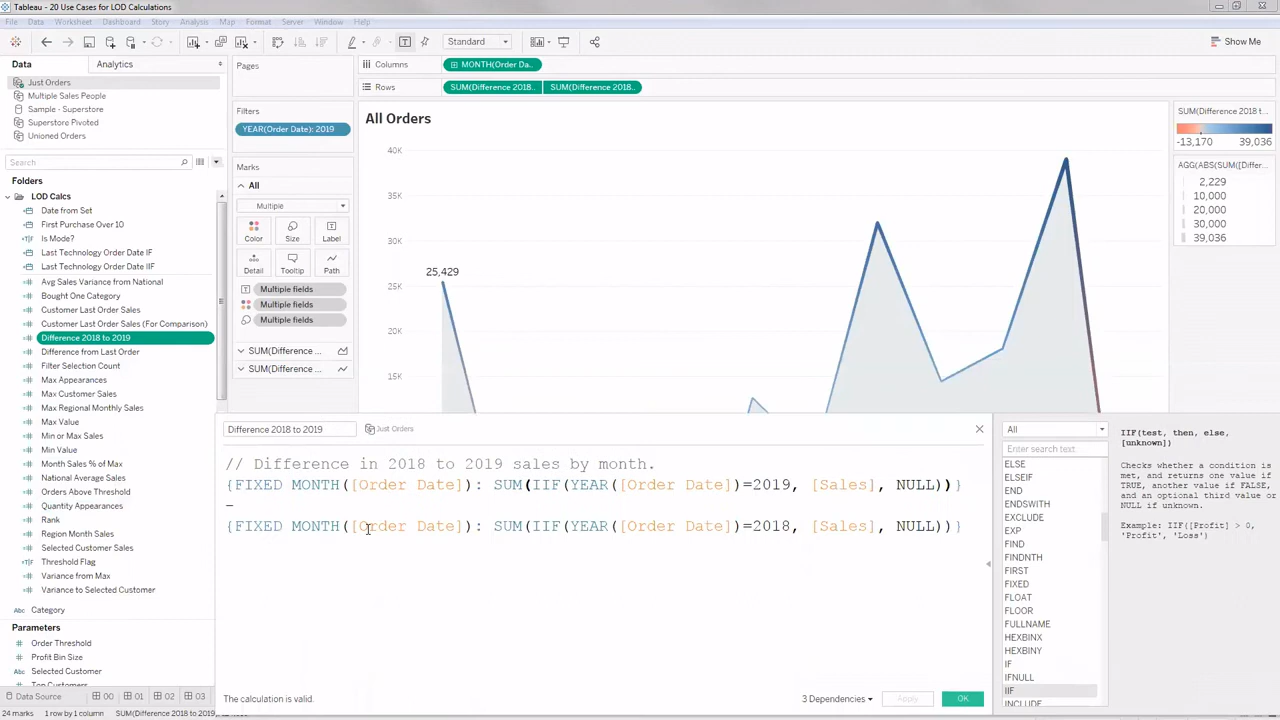 Tableau - 20 Use Cases for LOD Calculations
File Data Worksheet Dashboard Story Analysis Map Format Server Window Help
Standard
Show Me
Data Analytics
Just Orders
Multiple Sales People
Sample - Superstore
Superstore Pivoted
Unioned Orders
Search
Folders
LOD Calcs
Date from Set
First Purchase Over 10
Is Mode?
Last Technology Order Date IF
Last Technology Order Date IIF
Avg Sales Variance from National
Bought One Category
Customer Last Order Sales
Customer Last Order Sales (For Comparison)
Difference 2018 to 2019
Difference from Last Order
Filter Selection Count
Max Appearances
Max Customer Sales
Max Regional Monthly Sales
Max Value
Min or Max Sales
Min Value
Month Sales % of Max
National Average Sales
Orders Above Threshold
Quantity Appearances
Rank
Region Month Sales
Selected Customer Sales
Threshold Flag
Variance from Max
Variance to Selected Customer
Abc Category
Parameters
Order Threshold
Profit Bin Size
Abc Selected Customer
Pages
Filters
YEAR(Order Date): 2019
Marks
All
Multiple
Color Size Label
Detail Tooltip Path
Multiple fields
Multiple fields
Multiple fields
SUM(Difference ...
SUM(Difference ...
Columns MONTH(Order Da..
Rows SUM(Difference 2018.. SUM(Difference 2018..
All Orders
40K
35K
30K
25K
20K
15K
25,429
SUM(Difference 2018 t...
-13,170 39,036
AGG(ABS(SUM([Differ...
2,229
10,000
20,000
30,000
39,036
Difference 2018 to 2019 Just Orders
// Difference in 2018 to 2019 sales by month.
{FIXED MONTH([Order Date]): SUM(IIF(YEAR([Order Date])=2019, [Sales], NULL))}
-
{FIXED MONTH([Order Date]): SUM(IIF(YEAR([Order Date])=2018, [Sales], NULL))}
The calculation is valid.
3 Dependencies Apply OK
All
Enter search text
ELSE
ELSEIF
END
ENDSWITH
EXCLUDE
EXP
FIND
FINDNTH
FIRST
FIXED
FLOAT
FLOOR
FULLNAME
HEXBINX
HEXBINY
IF
IFNULL
IIF
INCLUDE
IIF(test, then, else,
[unknown])
Checks whether a condition is
met, and returns one value if
TRUE, another value if FALSE,
and an optional third value or
NULL if unknown.
Example: IIF([Profit] > 0,
'Profit', 'Loss')
Data Source 00 01 02 03
24 marks 1 row by 1 column